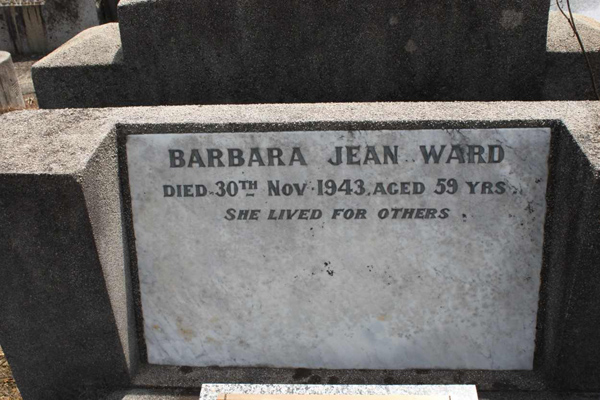 BARBARA JEAN WARD
DIED 30TH NOV. 1943, AGED 59 YRS.
SHE LIVED FOR OTHERS